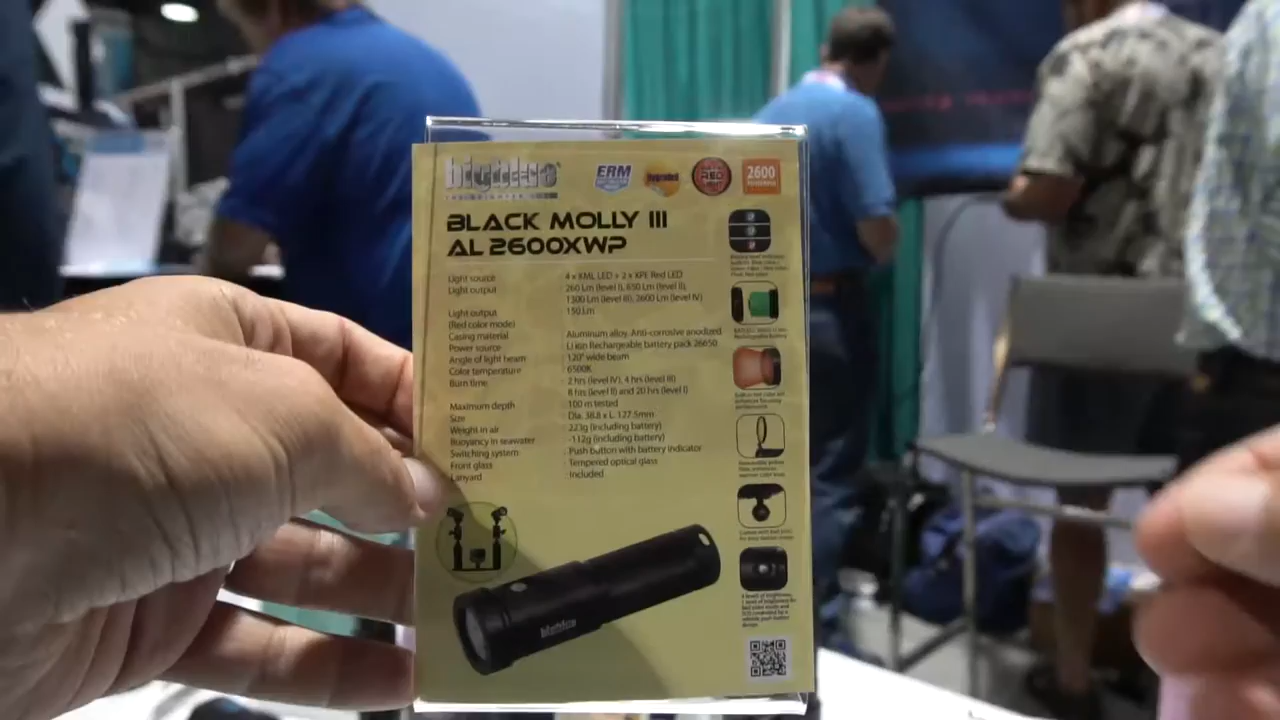 bigblue
ERM
Upgraded
RED
2600
BLACK MOLLY III
AL 2600XWP
Light source : 4 x XML LED + 2 x XPE Red LED
Light output : 260 Lm (level I), 650 Lm (level II),
1300 Lm (level III), 2600 Lm (level IV)
Light output : 150 Lm
(Red color mode)
Casing material : Aluminum alloy, Anti-corrosive anodized
Power source : Li ion Rechargeable battery pack 26650
Angle of light beam : 120° wide beam
Color temperature : 6500K
Burn time : 2 hrs (level IV), 4 hrs (level III)
8 hrs (level II) and 20 hrs (level I)
Maximum depth : 100 m tested
Size : Dia. 38.8 x L. 127.5mm
Weight in air : 223g (including battery)
Buoyancy in seawater : -112g (including battery)
Switching system : Push button with battery indicator
Front glass : Tempered optical glass
Lanyard : Included
bigblue